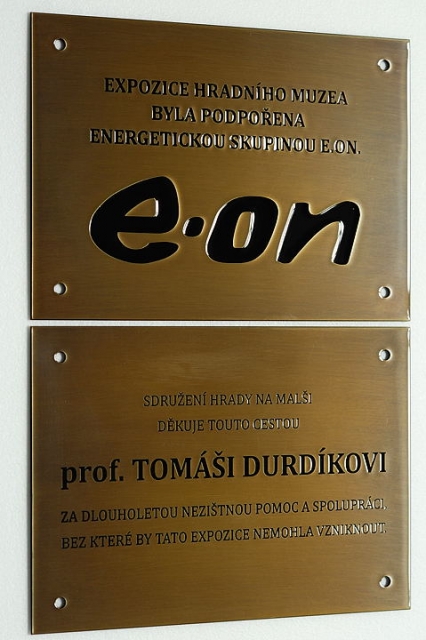 EXPOZICE HRADNÍHO MUZEA
BYLA PODPOŘENA
ENERGETICKOU SKUPINOU E.ON.
e·on
SDRUŽENÍ HRADY NA MALŠI
DĚKUJE TOUTO CESTOU
prof. TOMÁŠI DURDÍKOVI
ZA DLOUHOLETOU NEZIŠTNOU POMOC A SPOLUPRÁCI,
BEZ KTERÉ BY TATO EXPOZICE NEMOHLA VZNIKNOUT.